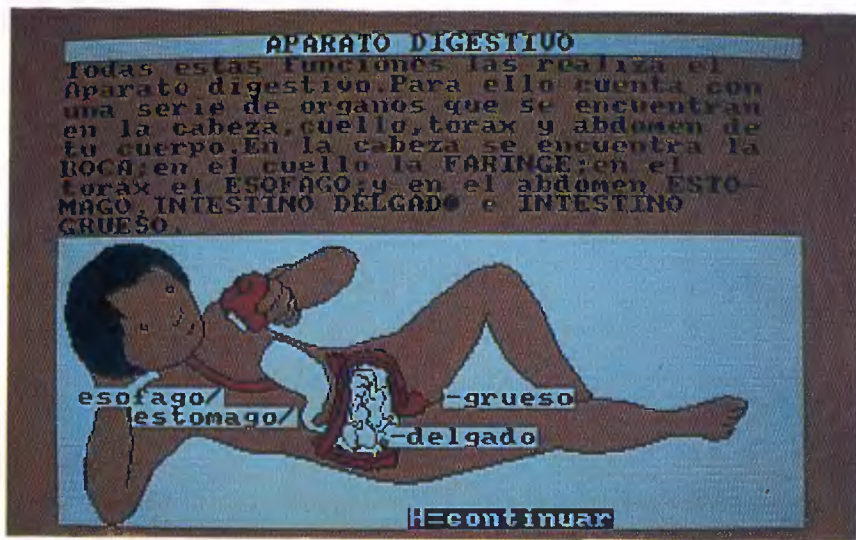 APARATO DIGESTIVO
Todas estas funciones las realiza el
Aparato digestivo.Para ello cuenta con
una serie de organos que se encuentran
en la cabeza,cuello,torax y abdomen de
tu cuerpo.En la cabeza se encuentra la
BOCA;en el cuello la FARINGE;en el
torax el ESOFAGO;y en el abdomen ESTO-
MAGO,INTESTINO DELGADO e INTESTINO
GRUESO.
esofago/
estomago/
-grueso
-delgado
H=continuar